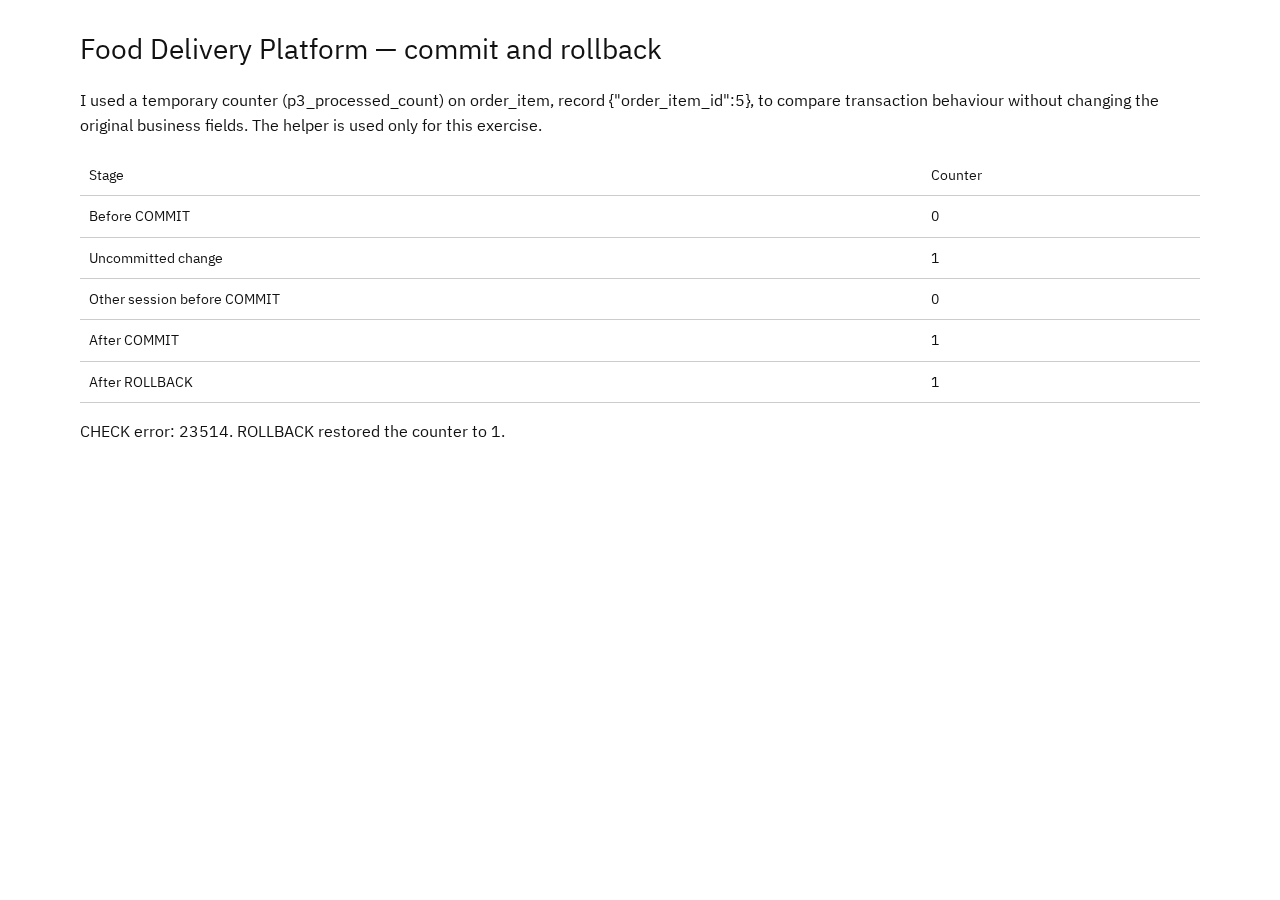 Food Delivery Platform — commit and rollback
I used a temporary counter (p3_processed_count) on order_item, record {"order_item_id":5}, to compare transaction behaviour without changing the
original business fields. The helper is used only for this exercise.
Stage Counter
Before COMMIT 0
Uncommitted change 1
Other session before COMMIT 0
After COMMIT 1
After ROLLBACK 1
CHECK error: 23514. ROLLBACK restored the counter to 1.